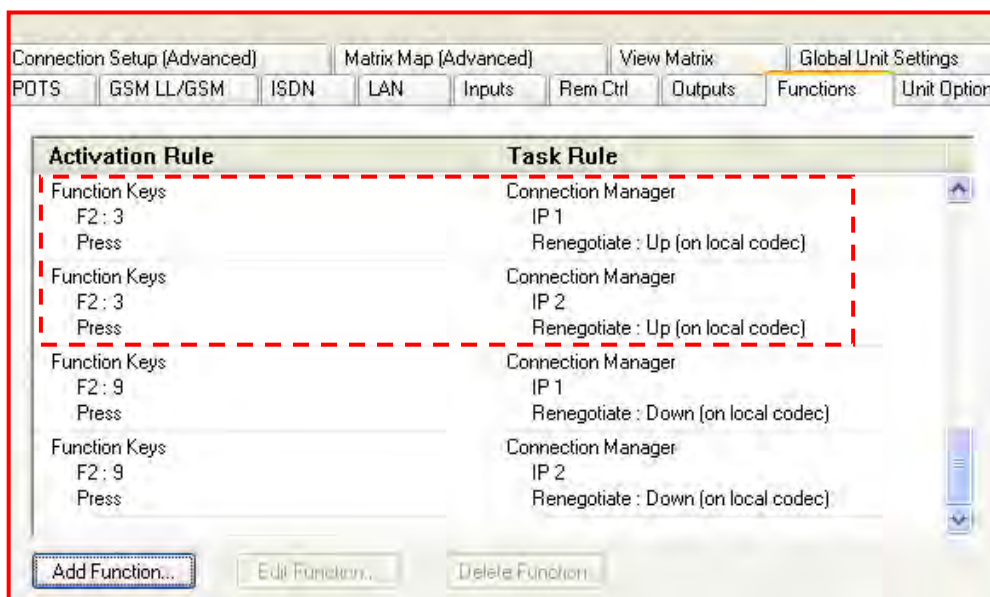 Connection Setup (Advanced) Matrix Map (Advanced) View Matrix Global Unit Settings
POTS GSM LL/GSM ISDN LAN Inputs Rem Ctrl Outputs Functions Unit Option
Activation Rule Task Rule
Function Keys Connection Manager
F2 : 3 IP 1
Press Renegotiate : Up (on local codec)
Function Keys Connection Manager
F2 : 3 IP 2
Press Renegotiate : Up (on local codec)
Function Keys Connection Manager
F2 : 9 IP 1
Press Renegotiate : Down (on local codec)
Function Keys Connection Manager
F2 : 9 IP 2
Press Renegotiate : Down (on local codec)
Add Function... Edit Function... Delete Function